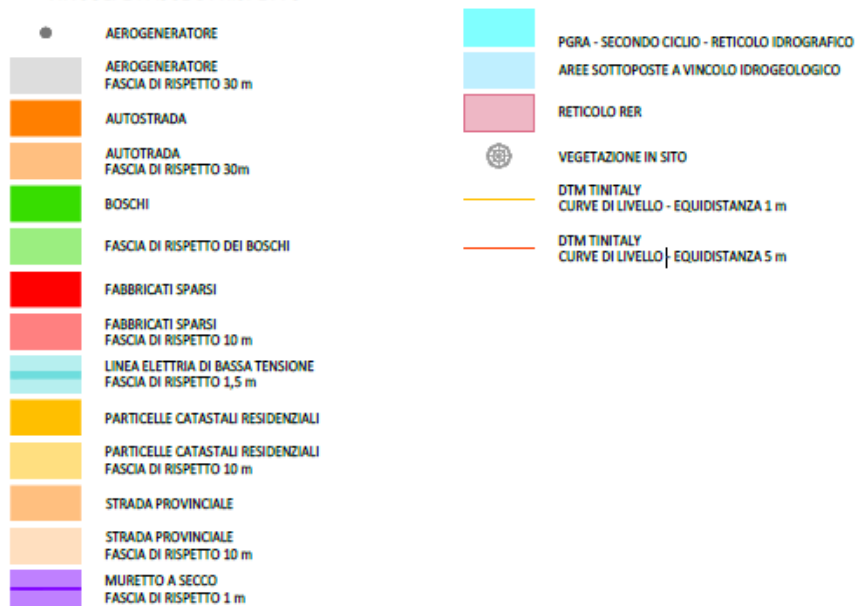 AEROGENERATORE
AEROGENERATORE
FASCIA DI RISPETTO 30 m
AUTOSTRADA
AUTOTRADA
FASCIA DI RISPETTO 30m
BOSCHI
FASCIA DI RISPETTO DEI BOSCHI
FABBRICATI SPARSI
FABBRICATI SPARSI
FASCIA DI RISPETTO 10 m
LINEA ELETTRIA DI BASSA TENSIONE
FASCIA DI RISPETTO 1,5 m
PARTICELLE CATASTALI RESIDENZIALI
PARTICELLE CATASTALI RESIDENZIALI
FASCIA DI RISPETTO 10 m
STRADA PROVINCIALE
STRADA PROVINCIALE
FASCIA DI RISPETTO 10 m
MURETTO A SECCO
FASCIA DI RISPETTO 1 m
PGRA - SECONDO CICLIO - RETICOLO IDROGRAFICO
AREE SOTTOPOSTE A VINCOLO IDROGEOLOGICO
RETICOLO RER
VEGETAZIONE IN SITO
DTM TINITALY
CURVE DI LIVELLO - EQUIDISTANZA 1 m
DTM TINITALY
CURVE DI LIVELLO - EQUIDISTANZA 5 m